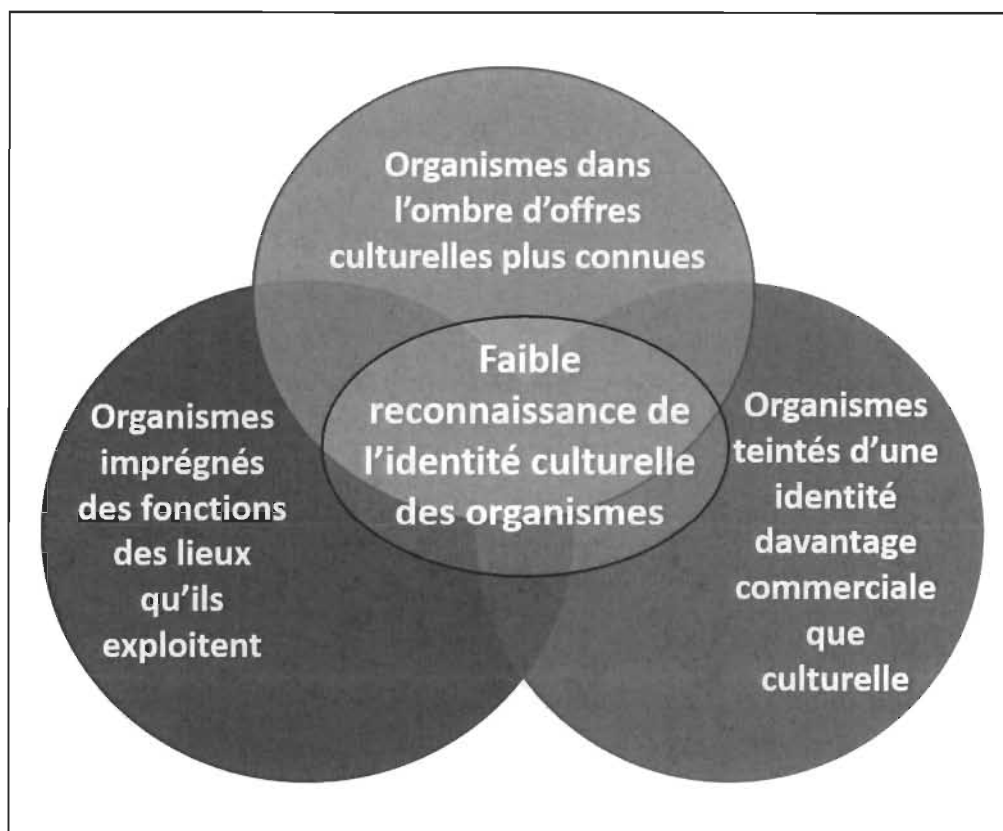 Organismes dans
l'ombre d'offres
culturelles plus connues
Faible
reconnaissance de
l'identité culturelle
des organismes
Organismes
imprégnés
des fonctions
des lieux
qu'ils
exploitent
Organismes
teintés d'une
identité
davantage
commerciale
que
culturelle